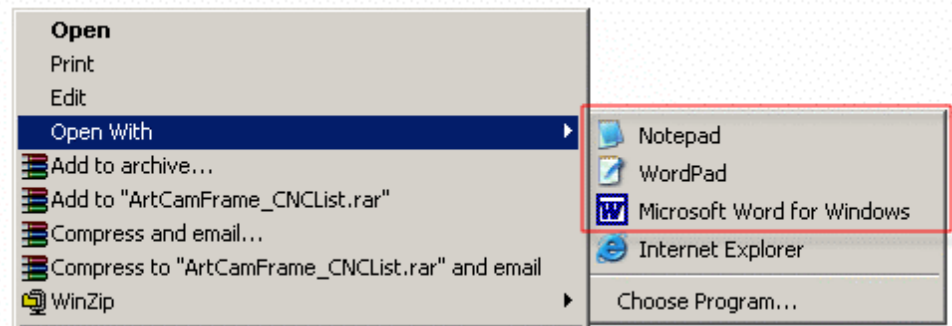 Open
Print
Edit
Open With
Add to archive...
Add to "ArtCamFrame_CNCList.rar"
Compress and email...
Compress to "ArtCamFrame_CNCList.rar" and email
WinZip
Notepad
WordPad
Microsoft Word for Windows
Internet Explorer
Choose Program...